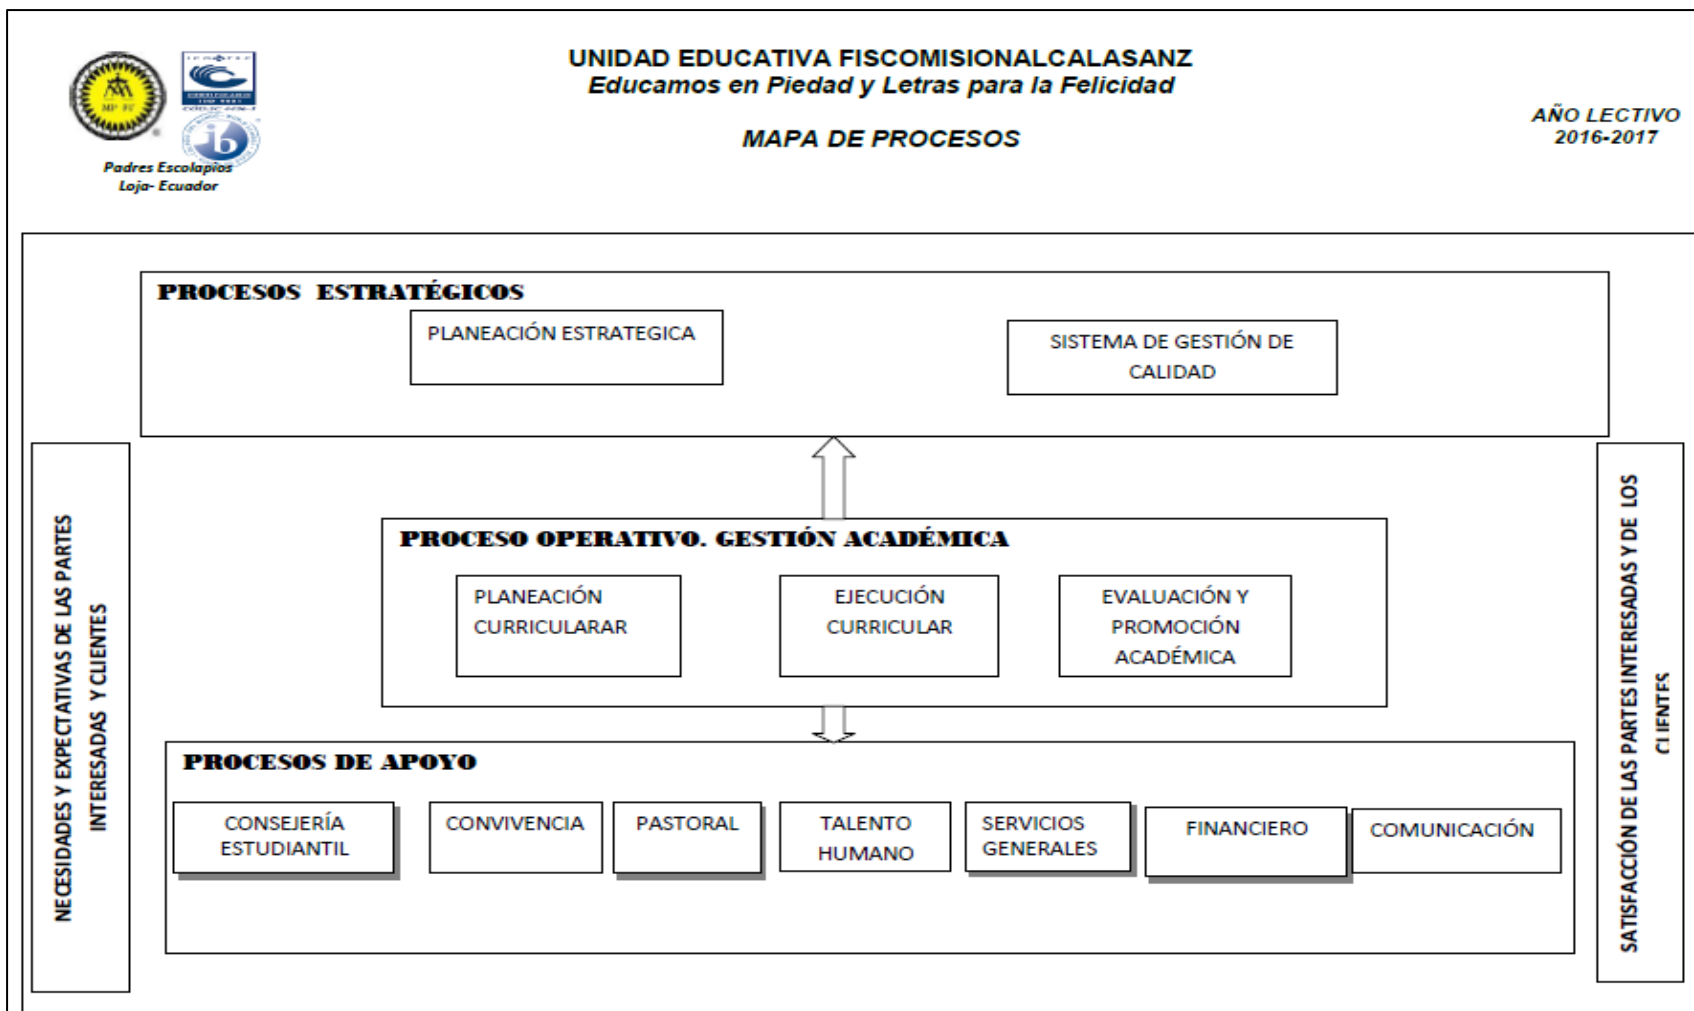 UNIDAD EDUCATIVA FISCOMISIONALCALASANZ
Educamos en Piedad y Letras para la Felicidad
MAPA DE PROCESOS
AÑO LECTIVO
2016-2017
ib
Padres Escolapios
Loja- Ecuador
PROCESOS ESTRATÉGICOS
PLANEACIÓN ESTRATEGICA
SISTEMA DE GESTIÓN DE
CALIDAD
NECESIDADES Y EXPECTATIVAS DE LAS PARTES
INTERESADAS Y CLIENTES
PROCESO OPERATIVO. GESTIÓN ACADÉMICA
PLANEACIÓN
CURRICULARAR
EJECUCIÓN
CURRICULAR
EVALUACIÓN Y
PROMOCIÓN
ACADÉMICA
PROCESOS DE APOYO
CONSEJERÍA
ESTUDIANTIL
CONVIVENCIA
PASTORAL
TALENTO
HUMANO
SERVICIOS
GENERALES
FINANCIERO
COMUNICACIÓN
SATISFACCIÓN DE LAS PARTES INTERESADAS Y DE LOS
CLIENTES